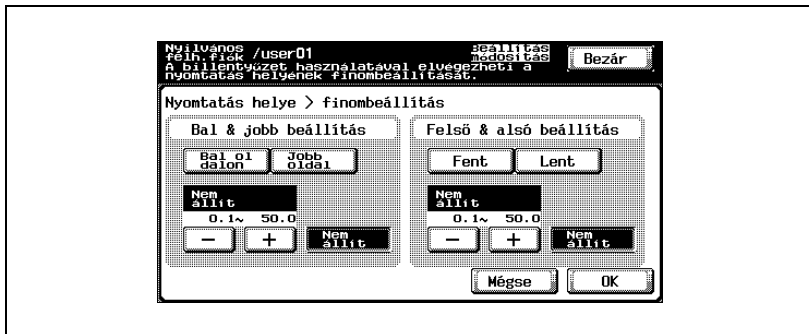 Nyilvános
felh.fiók /user01
Beállítás
módosítás
Bezár
A billentyűzet használatával elvégezheti a
nyomtatás helyének finombeállítását.
Nyomtatás helye > finombeállítás
Bal & jobb beállítás
Felső & alsó beállítás
Bal ol
dalon
Jobb
oldal
Fent
Lent
Nem
állít
0.1~ 50.0
− +
Nem
állít
Nem
állít
0.1~ 50.0
− +
Nem
állít
Mégse
OK